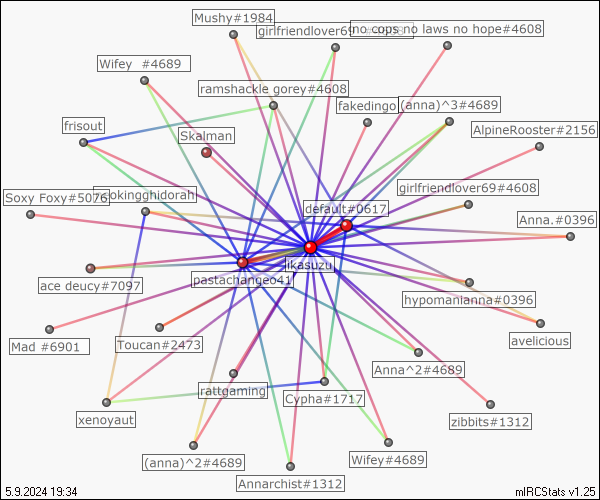 Mushy#1984
girlfriendlover69
no cops no laws no hope#4608
Wifey #4689
ramshackle gorey#4608
fakedingo
(anna)^3#4689
frisout
Skalman
AlpineRooster#2156
Soxy Foxy#5076
smokingghidorah
girlfriendlover69#4608
default#0617
Anna.#0396
likasuzu
pastachange041
ace deucy#7097
hypomanianna#0396
Mad #6901
Toucan#2473
avelicious
Anna^2#4689
rattgaming
Cypha#1717
xenoyaut
zibbits#1312
(anna)^2#4689
Wifey#4689
Annarchist#1312
5.9.2024 19:34
mIRCStats v1.25